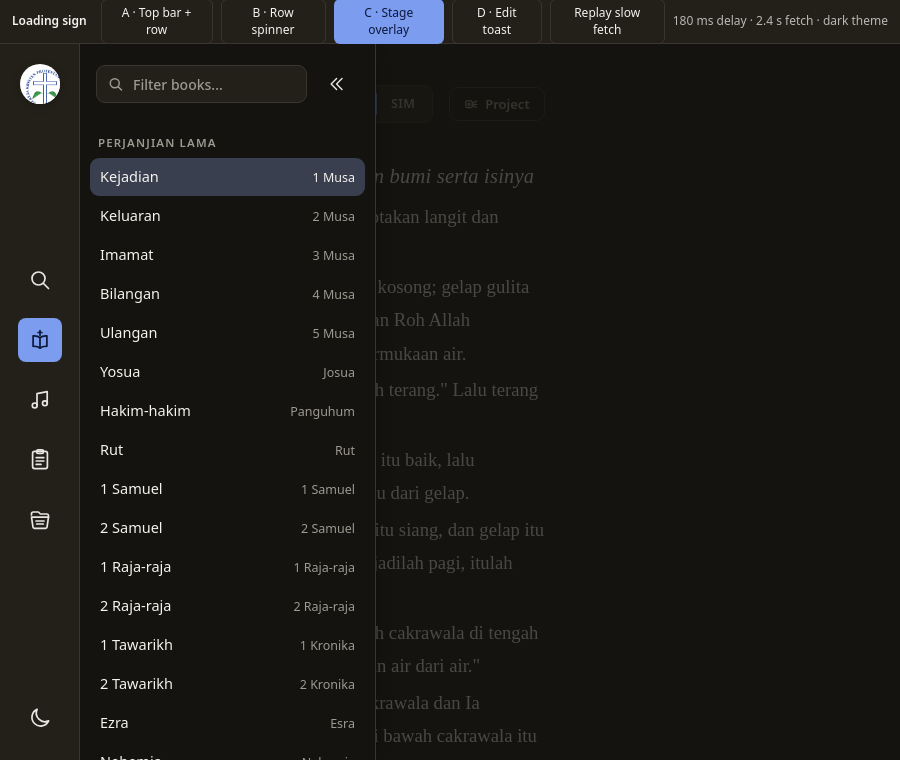 Loading sign
A · Top bar +
row
B · Row
spinner
C · Stage
overlay
D · Edit
toast
Replay slow
fetch
180 ms delay · 2.4 s fetch · dark theme
Filter books...
SIM
Project
PERJANJIAN LAMA
Kejadian 1 Musa
Keluaran 2 Musa
Imamat 3 Musa
Bilangan 4 Musa
Ulangan 5 Musa
Yosua Josua
Hakim-hakim Panguhum
Rut Rut
1 Samuel 1 Samuel
2 Samuel 2 Samuel
1 Raja-raja 1 Raja-raja
2 Raja-raja 2 Raja-raja
1 Tawarikh 1 Kronika
2 Tawarikh 2 Kronika
Ezra Esra
bumi serta isinya
langit dan
kosong; gelap gulita
Roh Allah
air.
terang." Lalu terang
itu baik, lalu
dari gelap.
itu siang, dan gelap itu
pagi, itulah
cakrawala di tengah
air dari air."
dan Ia
bawah cakrawala itu